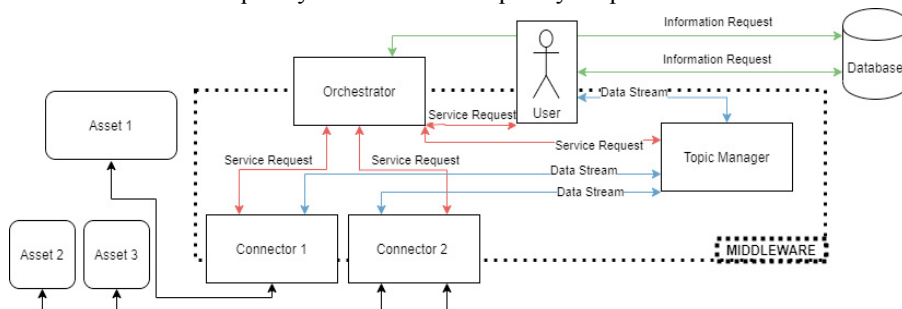 Information Request
Information Request
Database
Orchestrator
User
Data Stream
Asset 1
Service Request
Service Request
Topic Manager
Service Request
Service Request
Data Stream
Data Stream
Asset 2
Asset 3
Connector 1
Connector 2
MIDDLEWARE